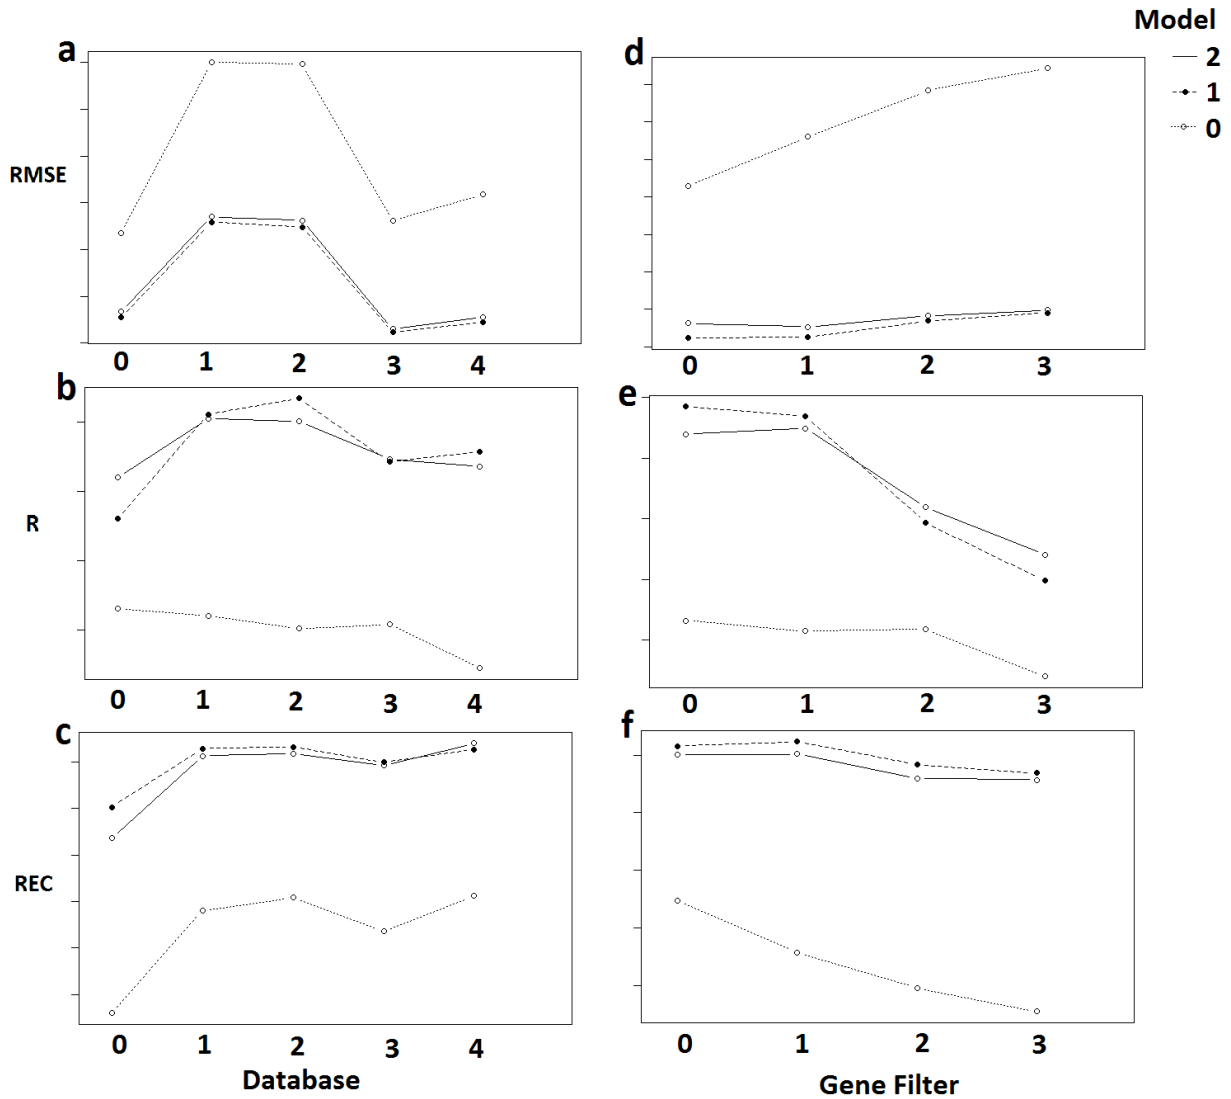 Model
2
1
0
a
RMSE
0 1 2 3 4
d
0 1 2 3
b
R
0 1 2 3 4
e
0 1 2 3
c
REC
0 1 2 3 4
Database
f
0 1 2 3
Gene Filter